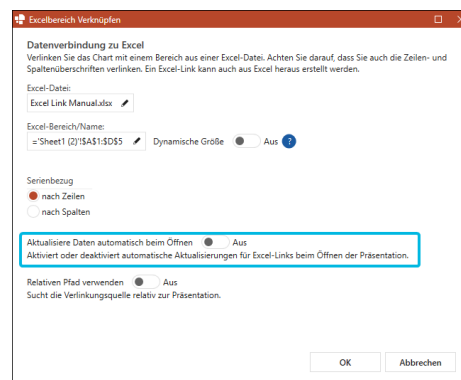 Excelbereich Verknüpfen
Datenverbindung zu Excel
Verlinken Sie das Chart mit einem Bereich aus einer Excel-Datei. Achten Sie darauf, dass Sie auch die Zeilen- und
Spaltenüberschriften verlinken. Ein Excel-Link kann auch aus Excel heraus erstellt werden.
Excel-Datei:
Excel Link Manual.xlsx
Excel-Bereich/Name:
='Sheet1 (2)'!$A$1:$D$5 Dynamische Größe Aus ?
Serienbezug
nach Zeilen
nach Spalten
Aktualisiere Daten automatisch beim Öffnen Aus
Aktiviert oder deaktiviert automatische Aktualisierungen für Excel-Links beim Öffnen der Präsentation.
Relativen Pfad verwenden Aus
Sucht die Verlinkungsquelle relativ zur Präsentation.
OK Abbrechen